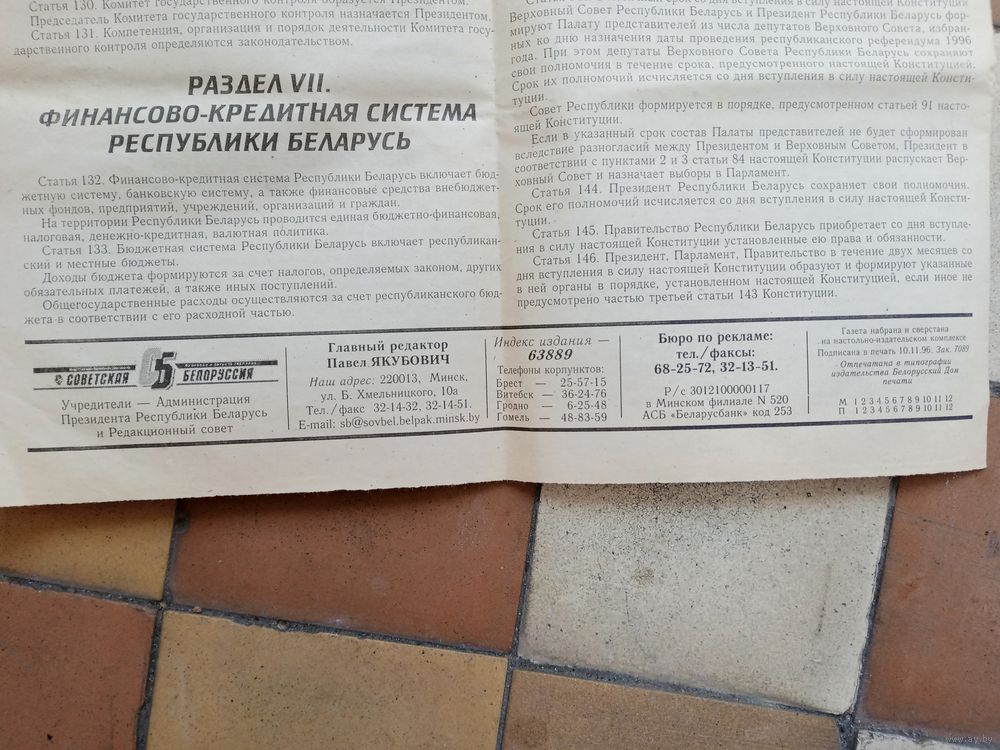 Статья 130. Комитет государственного контроля образуется Президентом.
Председатель Комитета государственного контроля назначается Президентом.
Статья 131. Компетенция, организация и порядок деятельности Комитета госу-
дарственного контроля определяются законодательством.
РАЗДЕЛ VII.
ФИНАНСОВО-КРЕДИТНАЯ СИСТЕМА
РЕСПУБЛИКИ БЕЛАРУСЬ
Статья 132. Финансово-кредитная система Республики Беларусь включает бюд-
жетную систему, банковскую систему, а также финансовые средства внебюджет-
ных фондов, предприятий, учреждений, организаций и граждан.
На территории Республики Беларусь проводится единая бюджетно-финансовая,
налоговая, денежно-кредитная, валютная политика.
Статья 133. Бюджетная система Республики Беларусь включает республикан-
ский и местные бюджеты.
Доходы бюджета формируются за счет налогов, определяемых законом, других
обязательных платежей, а также иных поступлений.
Общегосударственные расходы осуществляются за счет республиканского бюд-
жета в соответствии с его расходной частью.
срок со дня вступления в силу настоящей Конституции
Верховный Совет Республики Беларусь и Президент Республики Беларусь фор-
мируют Палату представителей из числа депутатов Верховного Совета, избран-
ных ко дню назначения даты проведения республиканского референдума 1996
года. При этом депутаты Верховного Совета Республики Беларусь сохраняют
свои полномочия в течение срока, предусмотренного настоящей Конституцией.
Срок их полномочий исчисляется со дня вступления в силу настоящей Консти-
туции.
Совет Республики формируется в порядке, предусмотренном статьей 91 насто-
ящей Конституции.
Если в указанный срок состав Палаты представителей не будет сформирован
вследствие разногласий между Президентом и Верховным Советом, Президент в
соответствии с пунктами 2 и 3 статьи 84 настоящей Конституции распускает Вер-
ховный Совет и назначает выборы в Парламент.
Статья 144. Президент Республики Беларусь сохраняет свои полномочия.
Срок его полномочий исчисляется со дня вступления в силу настоящей Консти-
туции.
Статья 145. Правительство Республики Беларусь приобретает со дня вступле-
ния в силу настоящей Конституции установленные ею права и обязанности.
Статья 146. Президент, Парламент, Правительство в течение двух месяцев со
дня вступления в силу настоящей Конституции образуют и формируют указанные
в ней органы в порядке, установленном настоящей Конституцией, если иное не
предусмотрено частью третьей статьи 143 Конституции.
СОВЕТСКАЯ СБ БЕЛОРУССИЯ
Учредители — Администрация
Президента Республики Беларусь
и Редакционный совет
Главный редактор
Павел ЯКУБОВИЧ
Наш адрес: 220013, Минск,
ул. Б. Хмельницкого, 10а
Тел./факс 32-14-32, 32-14-51.
E-mail: sb@sovbel.belpak.minsk.by
Индекс издания —
63889
Телефоны корпунктов:
Брест — 25-57-15
Витебск — 36-24-76
Гродно — 6-25-48
Гомель — 48-83-59
Бюро по рекламе:
тел./факсы:
68-25-72, 32-13-51.
Р/с 3012100000117
в Минском филиале N 520
АСБ «Беларусбанк» код 253
Газета набрана и сверстана
на настольно-издательском комплексе
Подписана в печать 10.11.96. Зак. 7089
Отпечатана в типографии
издательства Белорусский Дом
печати
М 1 2 3 4 5 6 7 8 9 10 11 12
П 1 2 3 4 5 6 7 8 9 10 11 12
www.ay.by